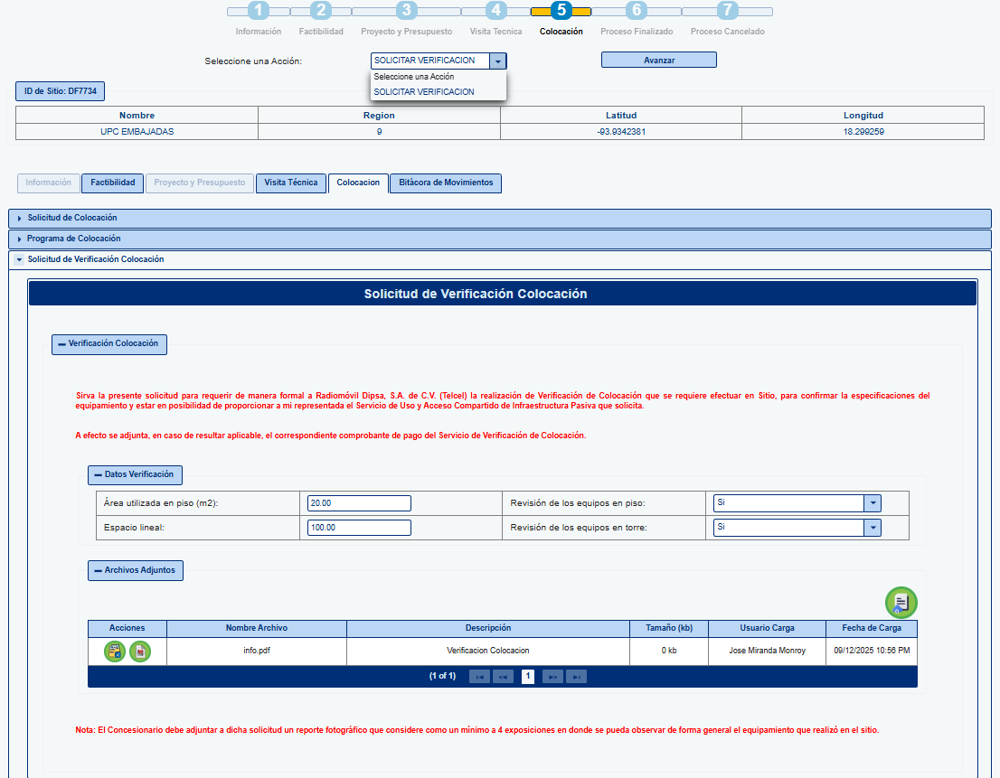 1 2 3 4 5 6 7
Información Factibilidad Proyecto y Presupuesto Visita Tecnica Colocación Proceso Finalizado Proceso Cancelado
Seleccione una Acción: SOLICITAR VERIFICACION Avanzar
Seleccione una Acción
SOLICITAR VERIFICACION
ID de Sitio: DF7734
Nombre Region Latitud Longitud
UPC EMBAJADAS 9 -93.9342381 18.299259
Información Factibilidad Proyecto y Presupuesto Visita Técnica Colocacion Bitácora de Movimientos
Solicitud de Colocación
Programa de Colocación
Solicitud de Verificación Colocación
Solicitud de Verificación Colocación
Verificación Colocación
Sirva la presente solicitud para requerir de manera formal a Radiomóvil Dipsa, S.A. de C.V. (Telcel) la realización de Verificación de Colocación que se requiere efectuar en Sitio, para confirmar la especificaciones del
equipamiento y estar en posibilidad de proporcionar a mi representada el Servicio de Uso y Acceso Compartido de Infraestructura Pasiva que solicita.
A efecto se adjunta, en caso de resultar aplicable, el correspondiente comprobante de pago del Servicio de Verificación de Colocación.
Datos Verificación
Área utilizada en piso (m2): 20.00 Revisión de los equipos en piso: Si
Espacio lineal: 100.00 Revisión de los equipos en torre: Si
Archivos Adjuntos
Acciones Nombre Archivo Descripción Tamaño (kb) Usuario Carga Fecha de Carga
info.pdf Verificacion Colocacion 0 kb Jose Miranda Monroy 09/12/2025 10:56 PM
(1 of 1) 1
Nota: El Concesionario debe adjuntar a dicha solicitud un reporte fotográfico que considere como un mínimo a 4 exposiciones en donde se pueda observar de forma general el equipamiento que realizó en el sitio.